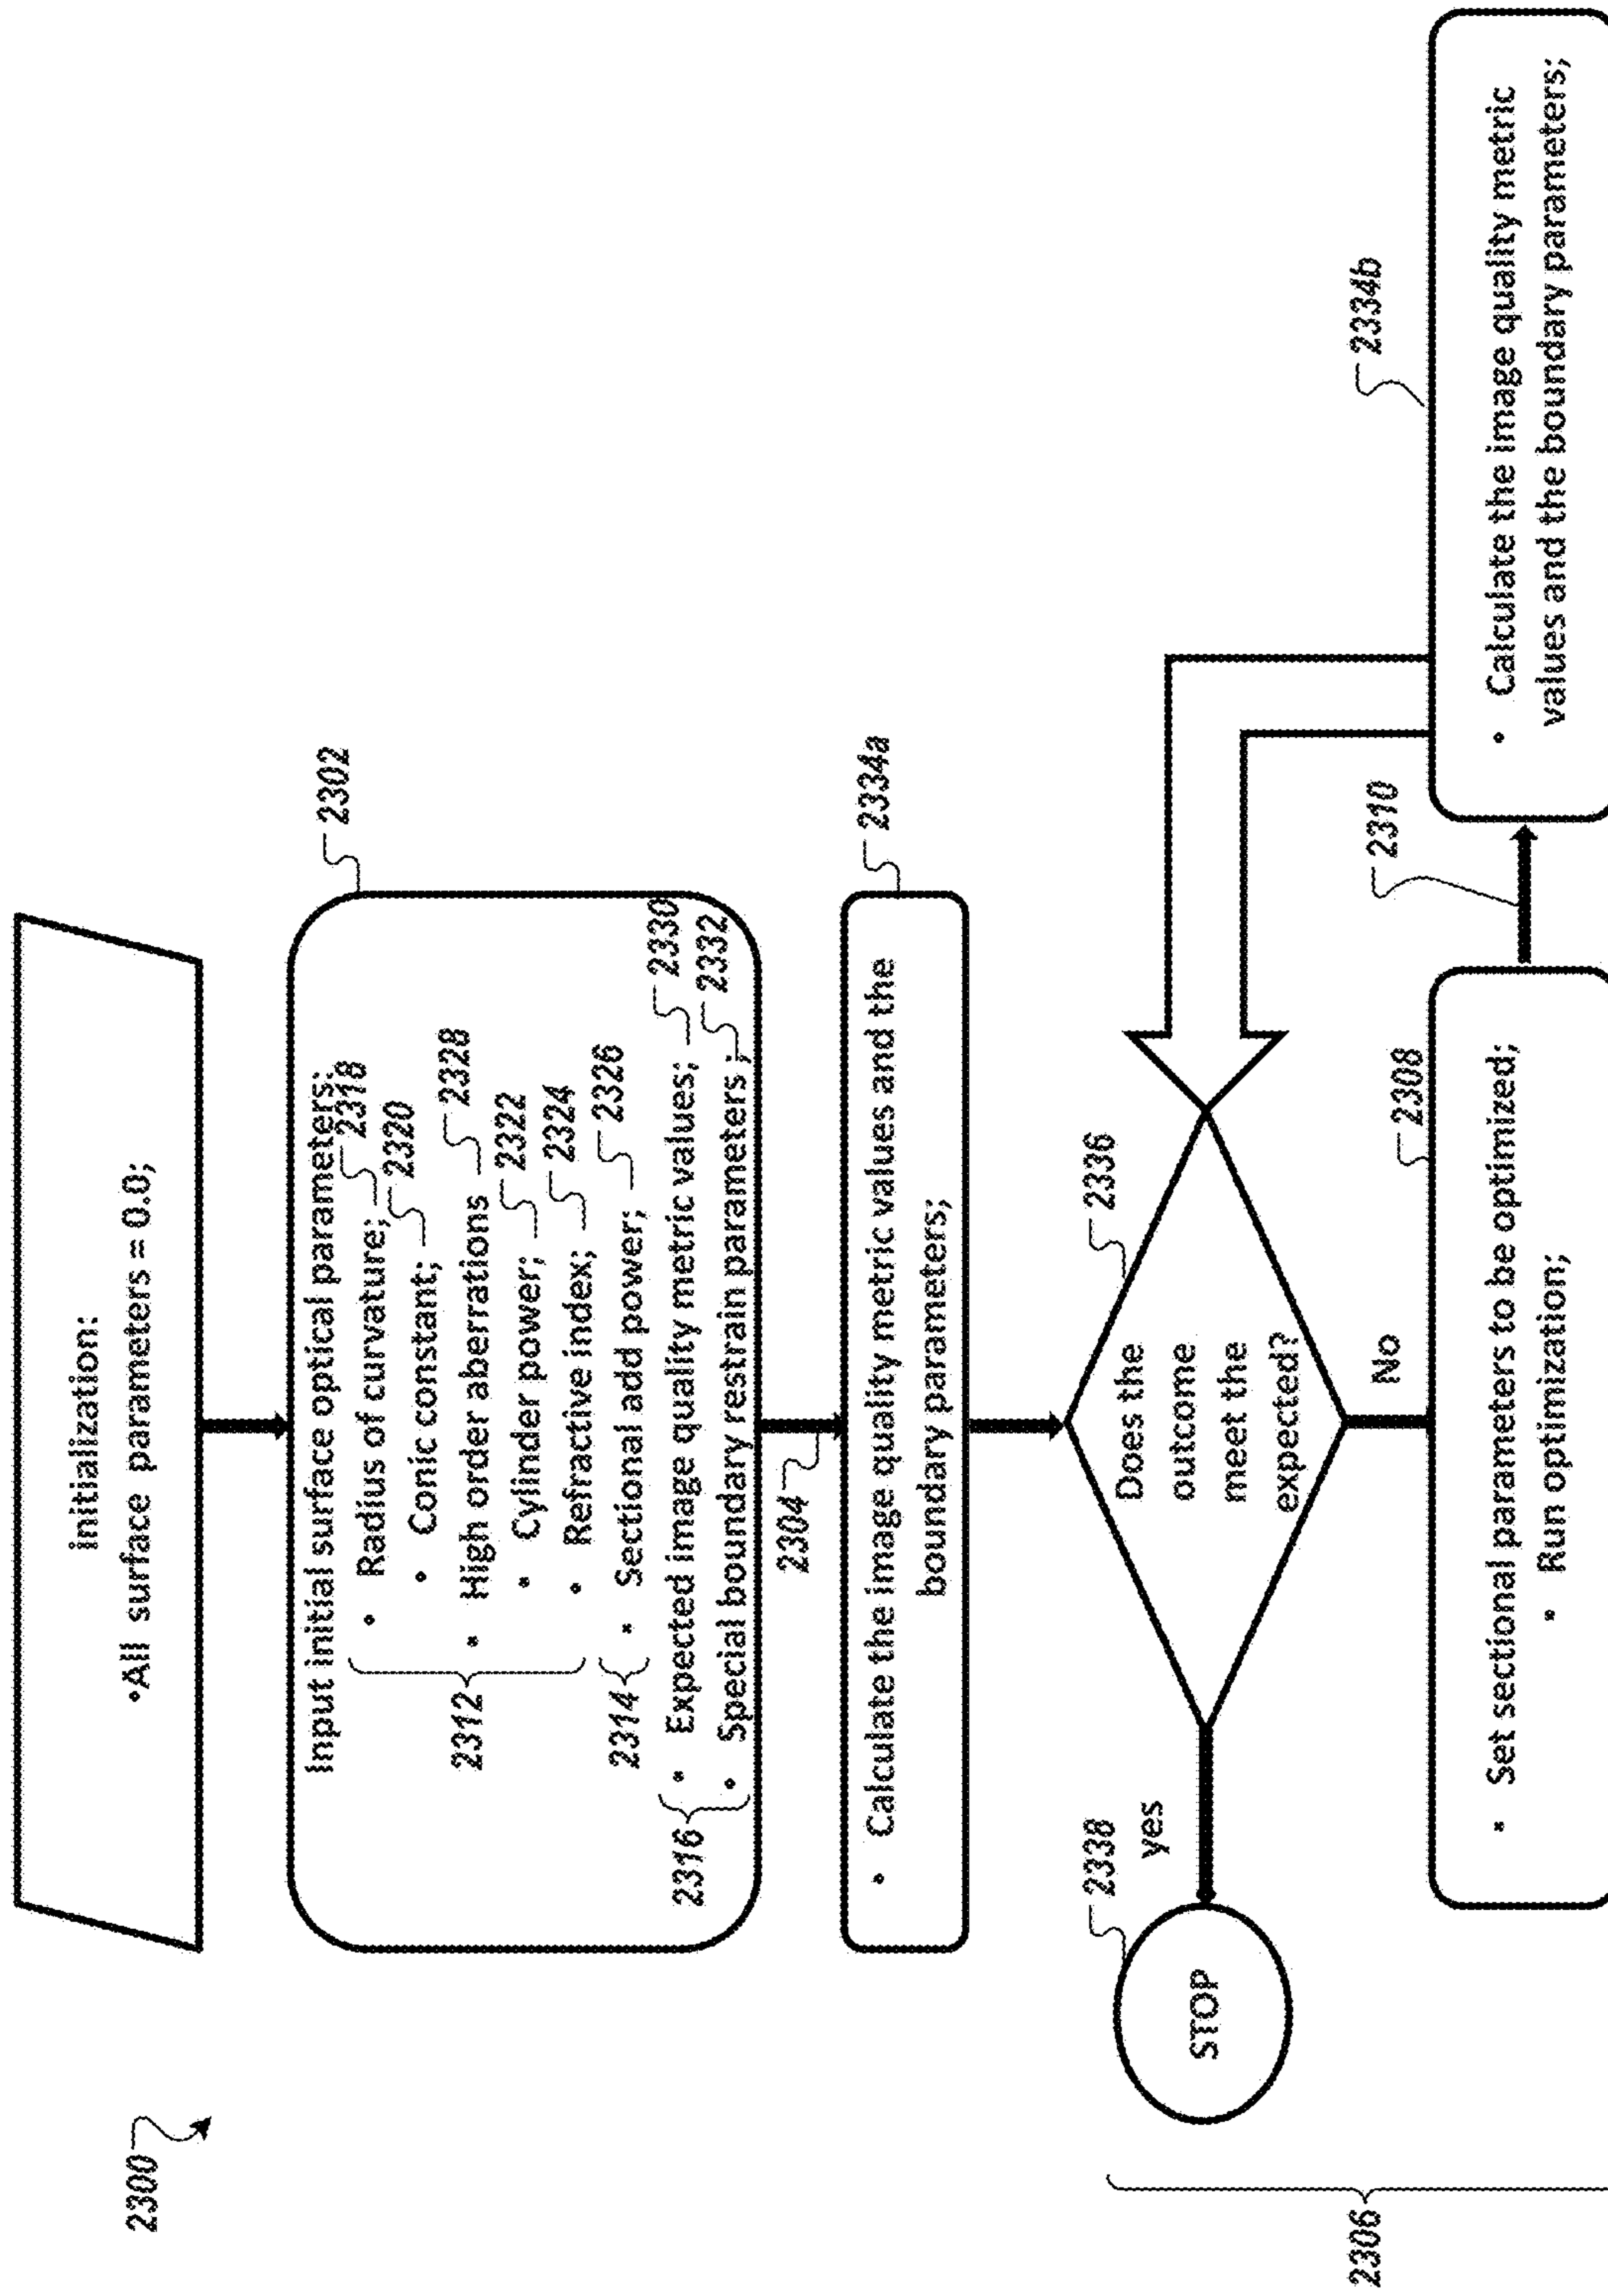 2300
Initialization:
•All surface parameters = 0.0;
2302
Input initial surface optical parameters:
• Radius of curvature; 2318
• Conic constant; 2320
2312 • High order aberrations 2328
• Cylinder power; 2322
• Refractive index; 2324
2314 • Sectional add power; 2326
2316 • Expected image quality metric values; 2330
• Special boundary restrain parameters; 2332
2304
2334a
• Calculate the image quality metric values and the
boundary parameters;
2306
2338
STOP
yes
2336
Does the
outcome
meet the
expected?
No
2308
• Set sectional parameters to be optimized;
• Run optimization;
2310
2334b
• Calculate the image quality metric
values and the boundary parameters;